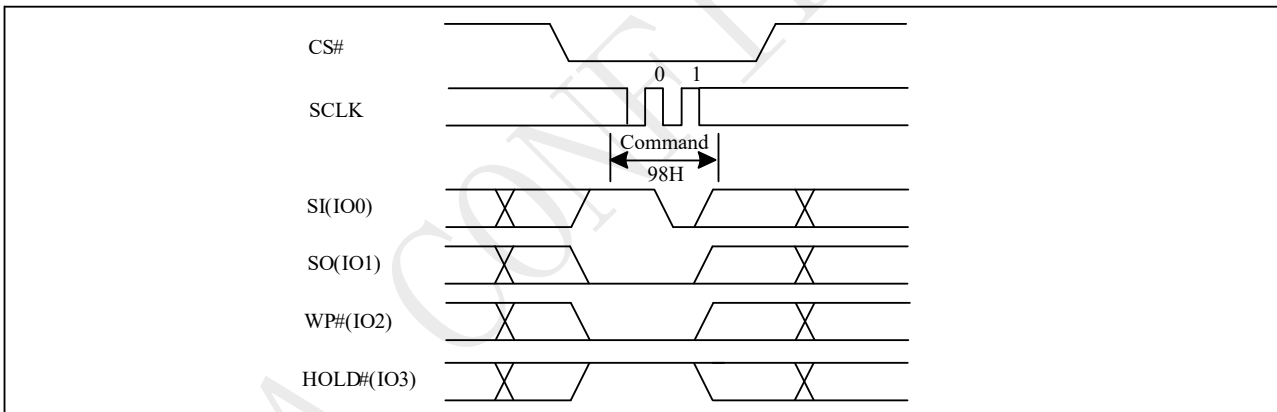 CS#
0 1
SCLK
Command
98H
SI(IO0)
SO(IO1)
WP#(IO2)
HOLD#(IO3)